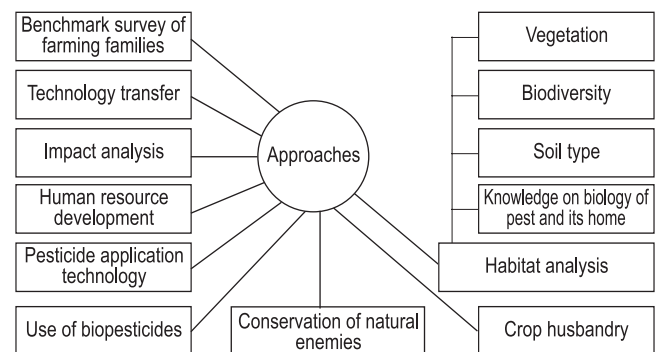 Benchmark survey of
farming families
Technology transfer
Impact analysis
Human resource
development
Pesticide application
technology
Use of biopesticides
Approaches
Conservation of natural
enemies
Vegetation
Biodiversity
Soil type
Knowledge on biology of
pest and its home
Habitat analysis
Crop husbandry